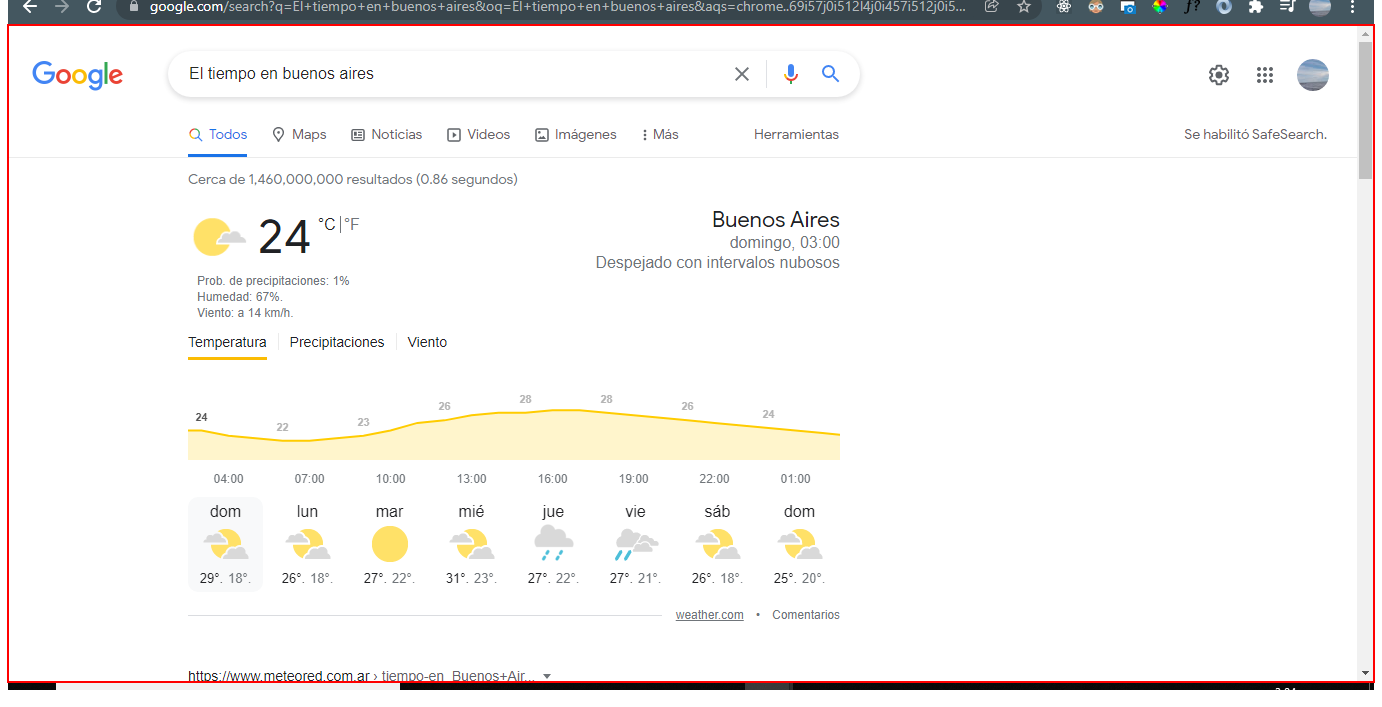 google.com/search?q=El+tiempo+en+buenos+aires&oq=El+tiempo+en+buenos+aires&aqs=chrome..69i57j0i512l4j0i457i512j0i5...
f?
Google
El tiempo en buenos aires
Todos Maps Noticias Videos Imágenes Más Herramientas Se habilitó SafeSearch.
Cerca de 1,460,000,000 resultados (0.86 segundos)
24 °C | °F
Buenos Aires
domingo, 03:00
Despejado con intervalos nubosos
Prob. de precipitaciones: 1%
Humedad: 67%.
Viento: a 14 km/h.
Temperatura Precipitaciones Viento
24 22 23 26 28 28 26 24
04:00 07:00 10:00 13:00 16:00 19:00 22:00 01:00
dom lun mar mié jue vie sáb dom
29°. 18°. 26°. 18°. 27°. 22°. 31°. 23°. 27°. 22°. 27°. 21°. 26°. 18°. 25°. 20°.
weather.com • Comentarios
https://www.meteored.com.ar › tiempo-en_Buenos+Air...